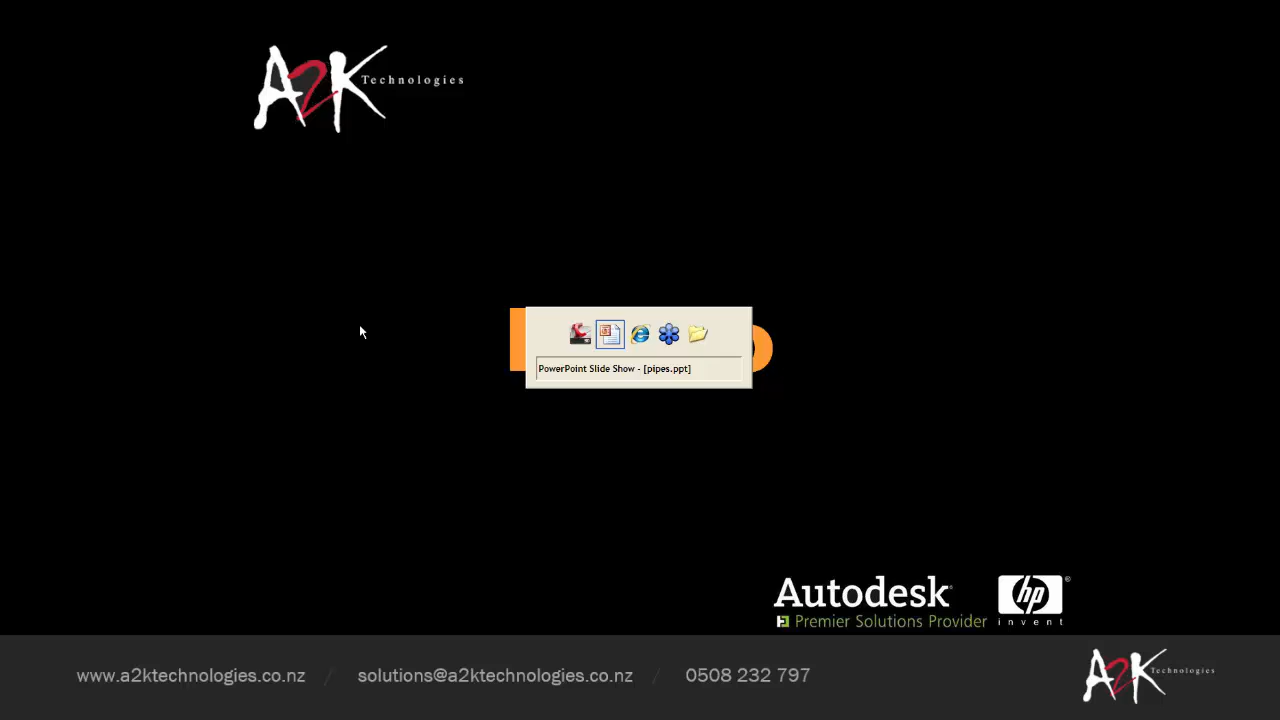 A2K Technologies
PowerPoint Slide Show - [pipes.ppt]
Autodesk®
Premier Solutions Provider
hp ®
invent
www.a2ktechnologies.co.nz / solutions@a2ktechnologies.co.nz / 0508 232 797
A2K Technologies